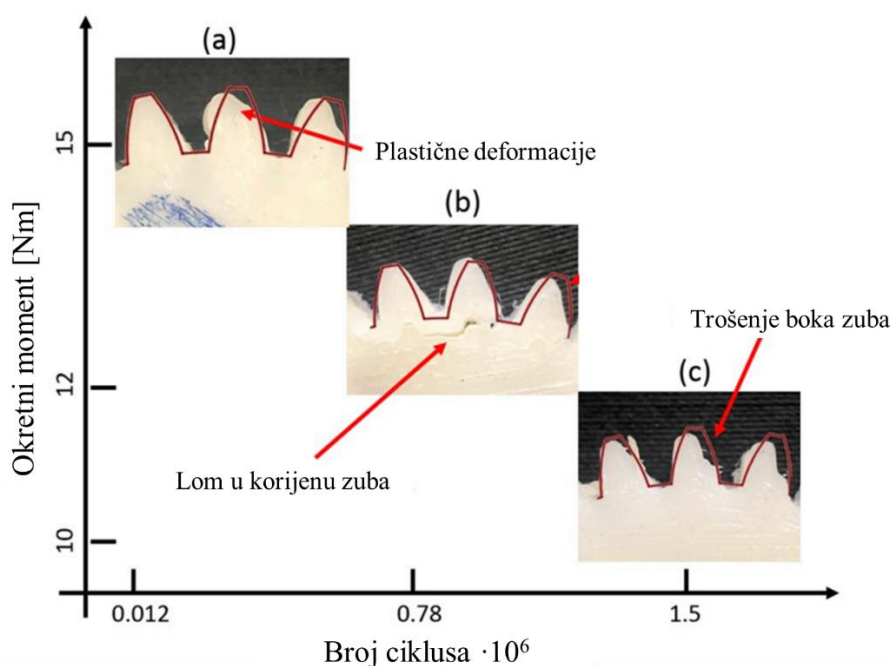 (a)
Plastične deformacije
15
(b)
Okretni moment [Nm]
Trošenje boka zuba
12
(c)
Lom u korijenu zuba
10
0.012
0.78
1.5
Broj ciklusa ·10⁶